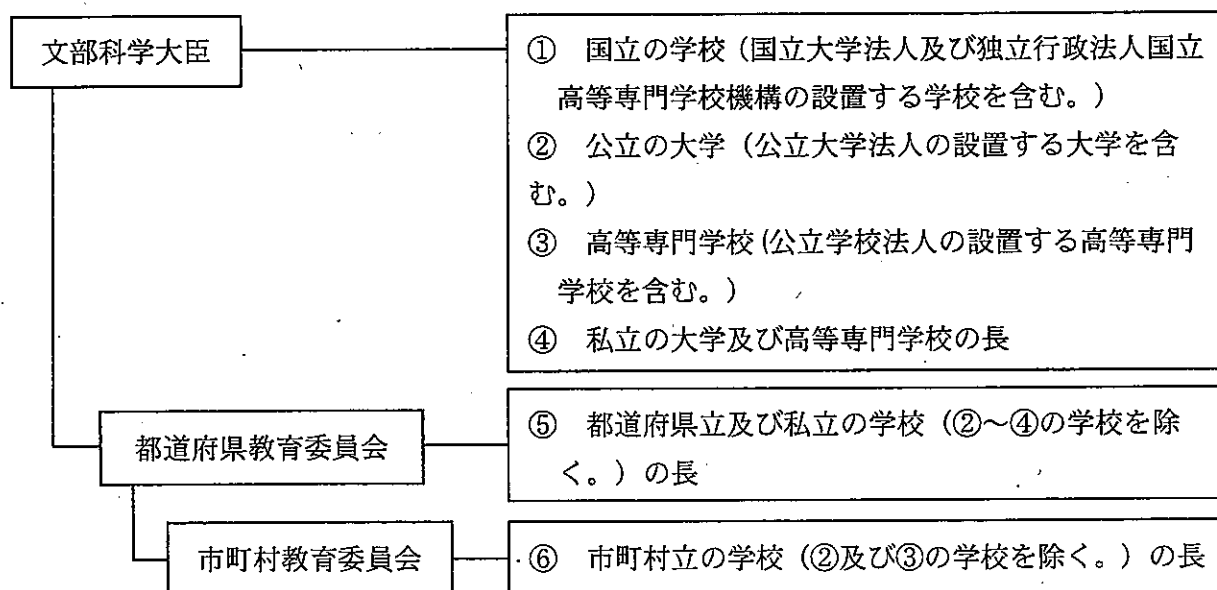 文部科学大臣
① 国立の学校（国立大学法人及び独立行政法人国立
高等専門学校機構の設置する学校を含む。）
② 公立の大学（公立大学法人の設置する大学を含
む。）
③ 高等専門学校（公立学校法人の設置する高等専門
学校を含む。）
④ 私立の大学及び高等専門学校の長
都道府県教育委員会
⑤ 都道府県立及び私立の学校（②～④の学校を除
く。）の長
市町村教育委員会
⑥ 市町村立の学校（②及び③の学校を除く。）の長